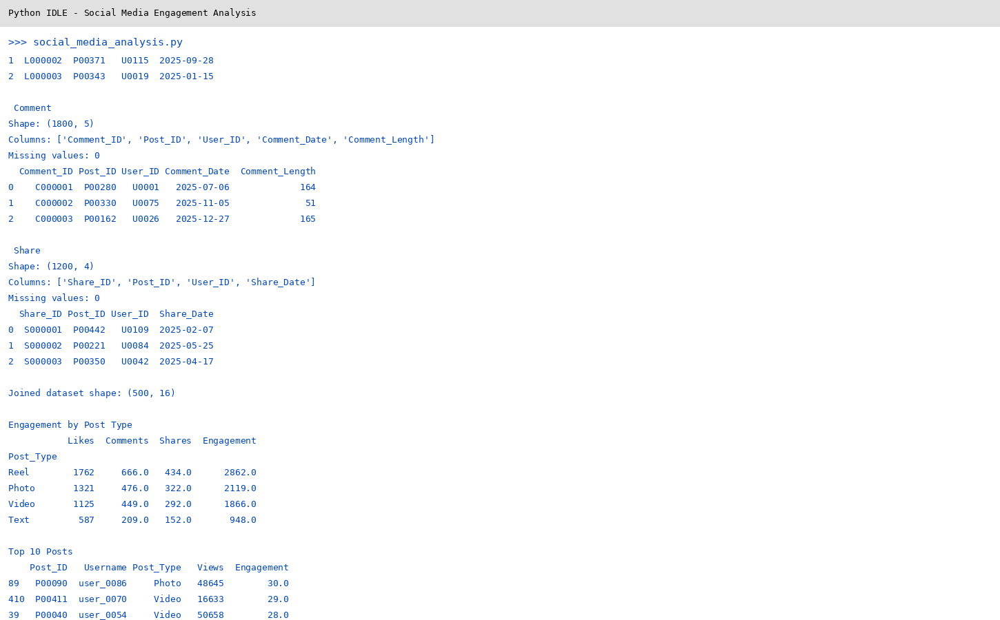 Python IDLE - Social Media Engagement Analysis
>>> social_media_analysis.py
1  L000002  P00371   U0115  2025-09-28
2  L000003  P00343   U0019  2025-01-15
 Comment
Shape: (1800, 5)
Columns: ['Comment_ID', 'Post_ID', 'User_ID', 'Comment_Date', 'Comment_Length']
Missing values: 0
  Comment_ID Post_ID User_ID Comment_Date  Comment_Length
0    C000001  P00280   U0001   2025-07-06             164
1    C000002  P00330   U0075   2025-11-05              51
2    C000003  P00162   U0026   2025-12-27             165
 Share
Shape: (1200, 4)
Columns: ['Share_ID', 'Post_ID', 'User_ID', 'Share_Date']
Missing values: 0
  Share_ID Post_ID User_ID  Share_Date
0  S000001  P00442   U0109  2025-02-07
1  S000002  P00221   U0084  2025-05-25
2  S000003  P00350   U0042  2025-04-17
Joined dataset shape: (500, 16)
Engagement by Post Type
           Likes  Comments  Shares  Engagement
Post_Type
Reel        1762     666.0   434.0      2862.0
Photo       1321     476.0   322.0      2119.0
Video       1125     449.0   292.0      1866.0
Text         587     209.0   152.0       948.0
Top 10 Posts
    Post_ID   Username Post_Type   Views  Engagement
89   P00090  user_0086     Photo   48645        30.0
410  P00411  user_0070     Video   16633        29.0
39   P00040  user_0054     Video   50658        28.0